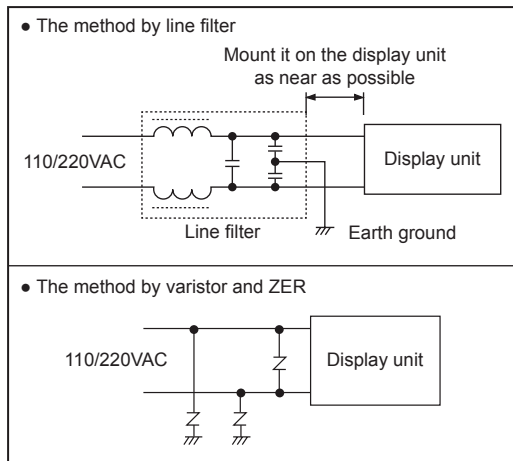 ● The method by line filter
Mount it on the display unit
as near as possible
110/220VAC
Display unit
Line filter
Earth ground
● The method by varistor and ZER
110/220VAC
Display unit